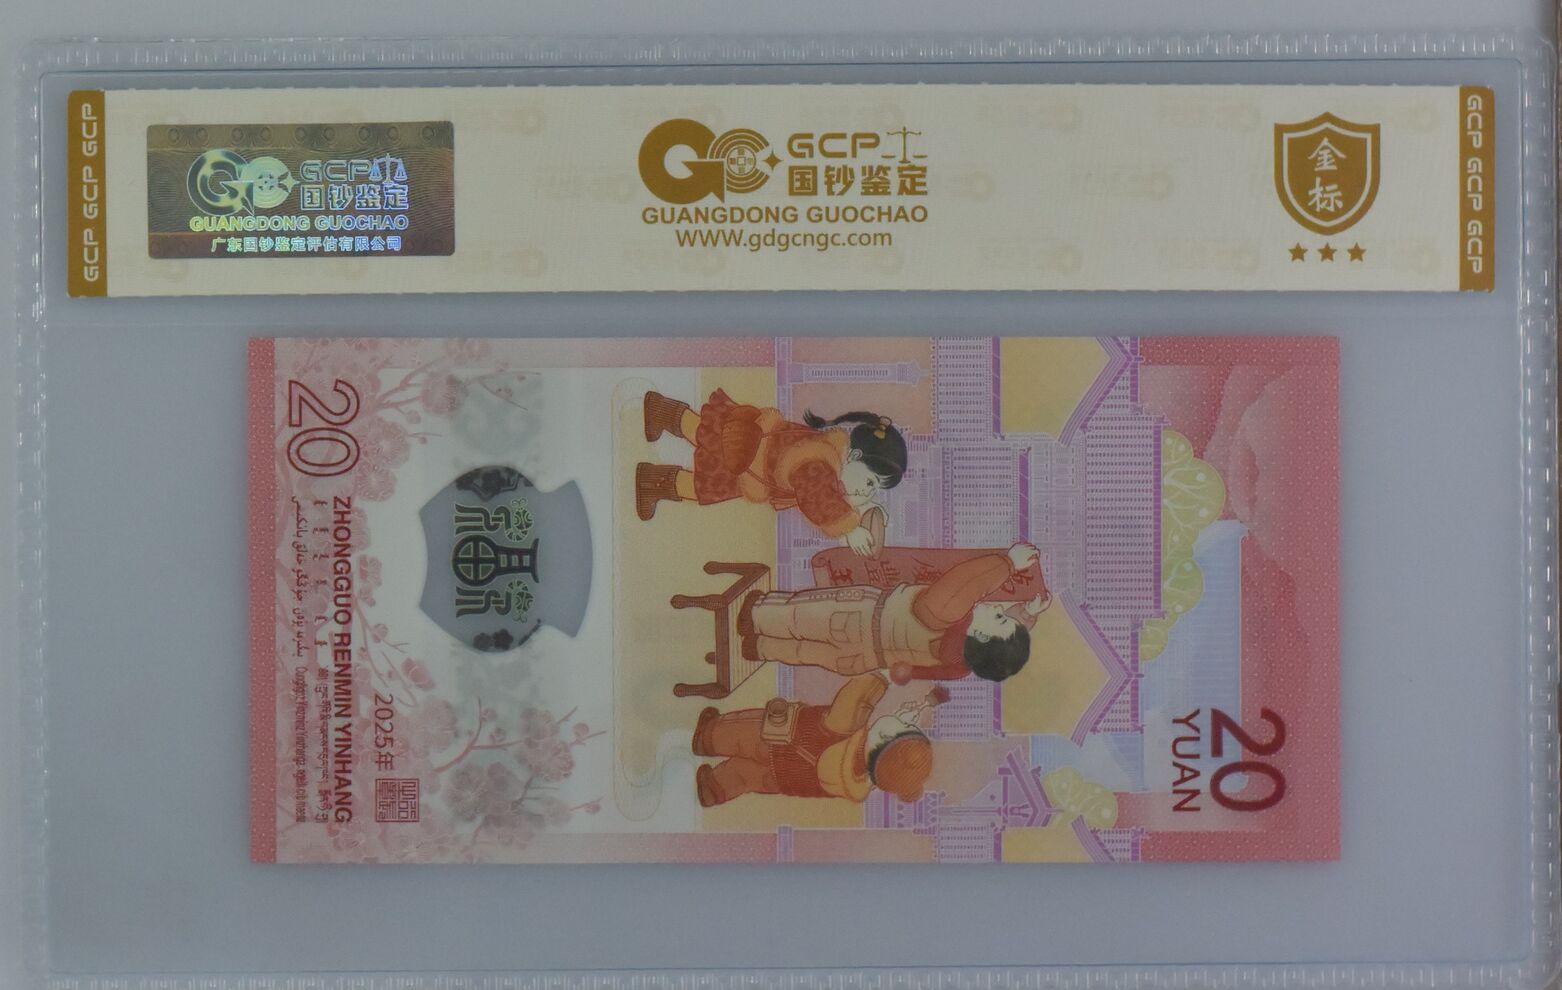 GCP GCP GCP
GCP
国钞鉴定
GUANGDONG GUOCHAO
广东国钞鉴定评估有限公司
GCP
国钞鉴定
GUANGDONG GUOCHAO
WWW.gdgcngc.com
金
标
GCP GCP GCP
20
ZHONGGUO RENMIN YINHANG
2025年
20
YUAN